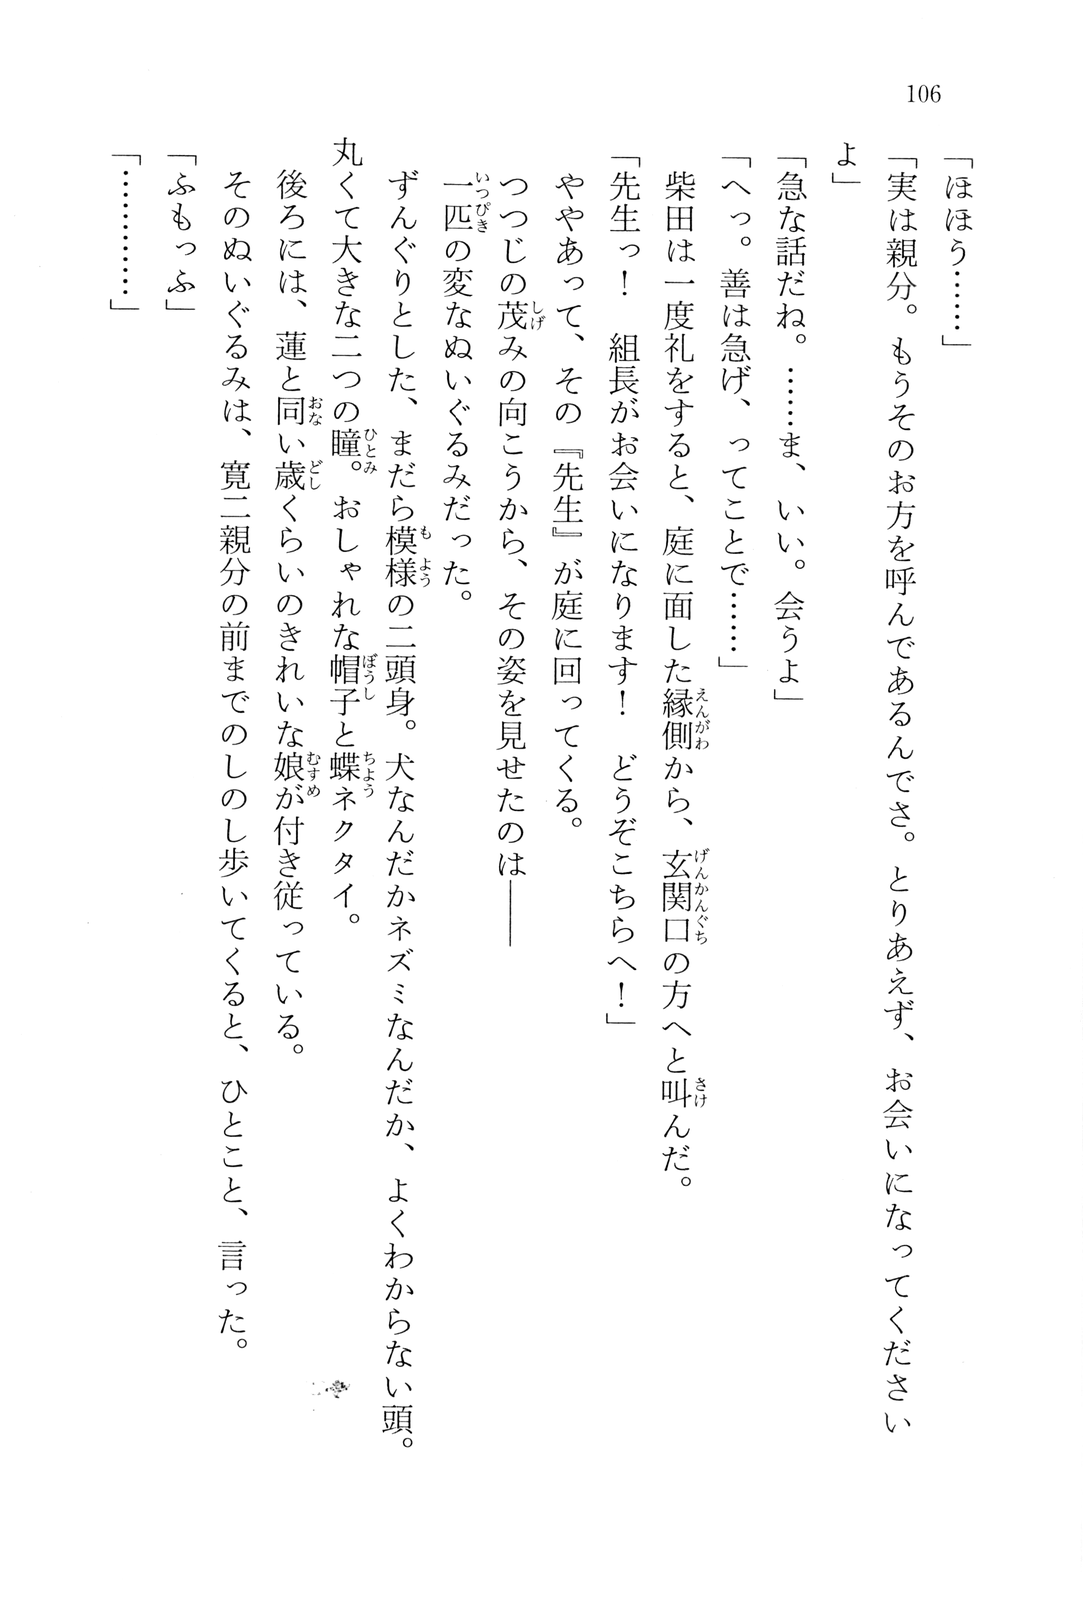 106
「ほほう……」
「実は親分。もうそのお方を呼んであるんでさ。とりあえず、お会いになってください
よ」
「急な話だね。……ま、いい。会うよ」
「へっ。善は急げ、ってことで……」
柴田は一度礼をすると、庭に面した縁側から、玄関口の方へと叫んだ。
「先生っ！　組長がお会いになります！　どうぞこちらへ！」
ややあって、その『先生』が庭に回ってくる。
つつじの茂みの向こうから、その姿を見せたのは――
一匹の変なぬいぐるみだった。
ずんぐりとした、まだら模様の二頭身。犬なんだかネズミなんだか、よくわからない頭。
丸くて大きな二つの瞳。おしゃれな帽子と蝶ネクタイ。
後ろには、蓮と同い歳くらいのきれいな娘が付き従っている。
そのぬいぐるみは、寛二親分の前までのしのし歩いてくると、ひとこと、言った。
「ふもっふ」
「…………」